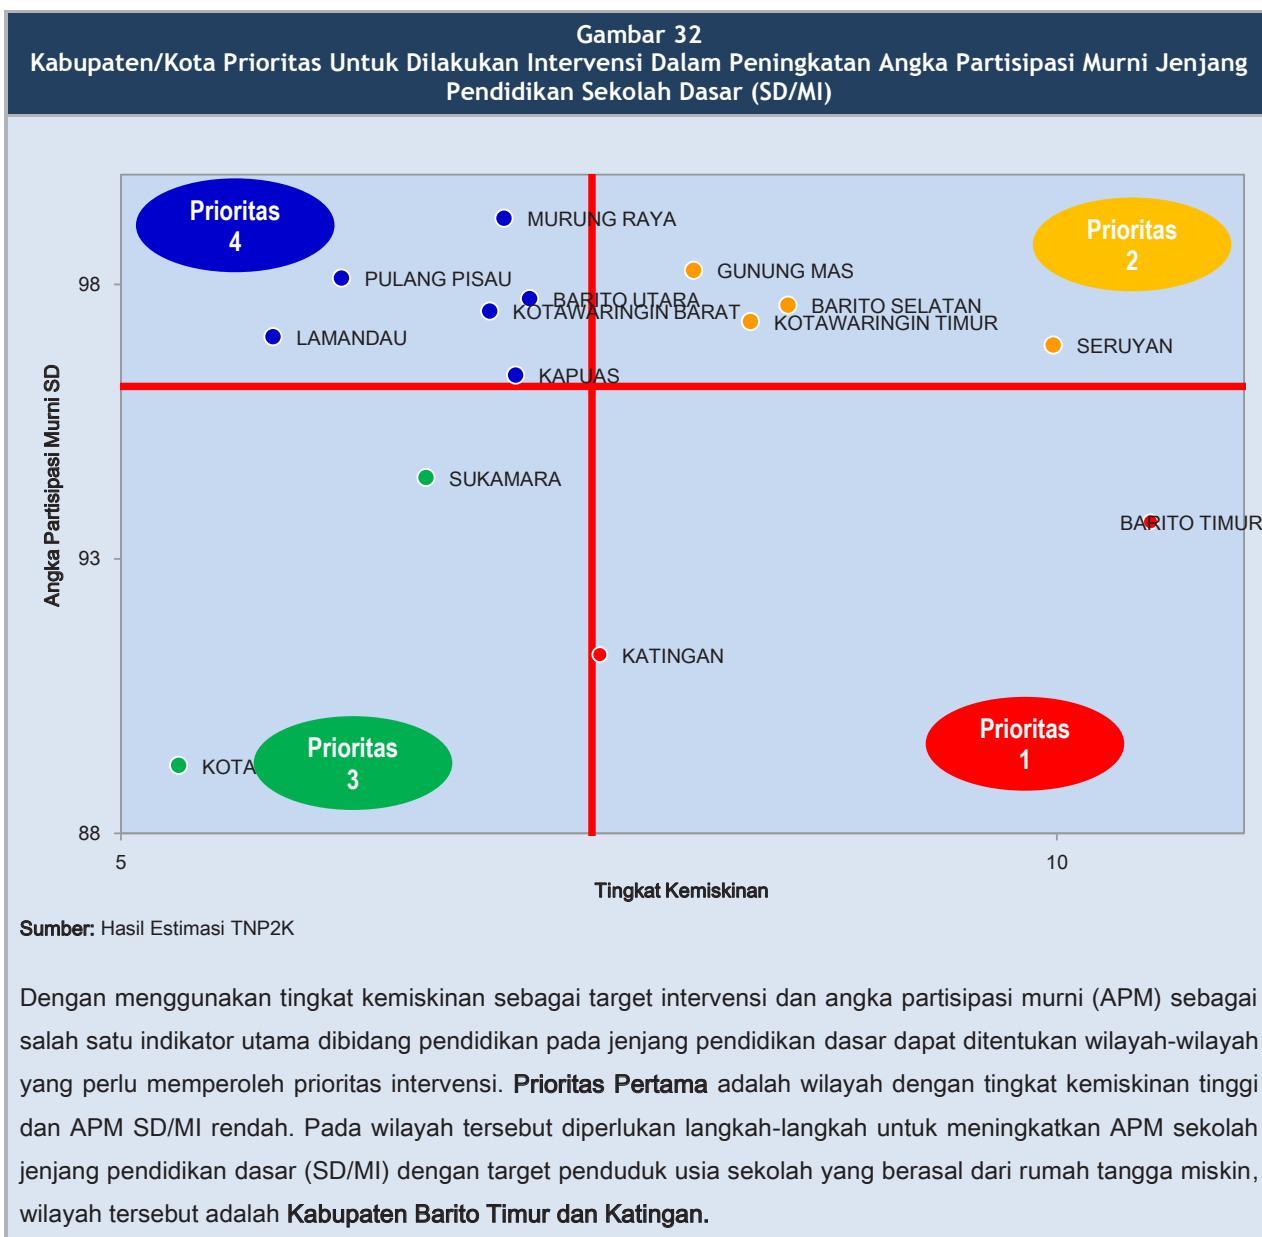 Gambar 32
Kabupaten/Kota Prioritas Untuk Dilakukan Intervensi Dalam Peningkatan Angka Partisipasi Murni Jenjang
Pendidikan Sekolah Dasar (SD/MI)
Prioritas
4
MURUNG RAYA
Prioritas
2
GUNUNG MAS
PULANG PISAU
98
BARITO UTARA
BARITO SELATAN
KOTAWARINGIN BARAT
KOTAWARINGIN TIMUR
LAMANDAU
SERUYAN
KAPUAS
Angka Partisipasi Murni SD
SUKAMARA
BARITO TIMUR
93
KATINGAN
Prioritas
1
Prioritas
3
KOTA
88
5
10
Tingkat Kemiskinan
Sumber: Hasil Estimasi TNP2K
Dengan menggunakan tingkat kemiskinan sebagai target intervensi dan angka partisipasi murni (APM) sebagai
salah satu indikator utama dibidang pendidikan pada jenjang pendidikan dasar dapat ditentukan wilayah-wilayah
yang perlu memperoleh prioritas intervensi. Prioritas Pertama adalah wilayah dengan tingkat kemiskinan tinggi
dan APM SD/MI rendah. Pada wilayah tersebut diperlukan langkah-langkah untuk meningkatkan APM sekolah
jenjang pendidikan dasar (SD/MI) dengan target penduduk usia sekolah yang berasal dari rumah tangga miskin,
wilayah tersebut adalah Kabupaten Barito Timur dan Katingan.